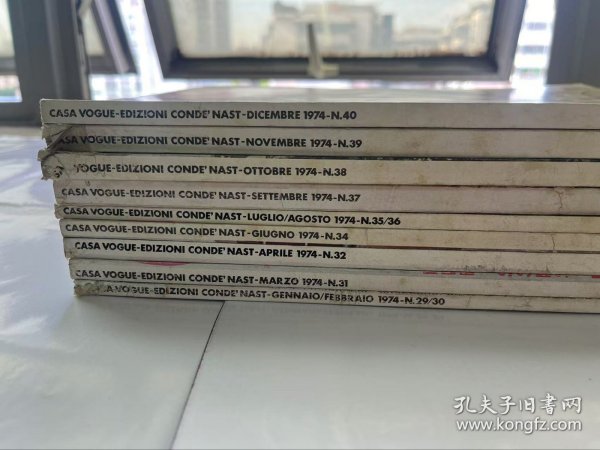 CASA VOGUE-EDIZIONI CONDE' NAST-DICEMBRE 1974-N.40
CASA VOGUE-EDIZIONI CONDE' NAST-NOVEMBRE 1974-N.39
VOGUE-EDIZIONI CONDE' NAST-OTTOBRE 1974-N.38
CASA VOGUE-EDIZIONI CONDE' NAST-SETTEMBRE 1974-N.37
CASA VOGUE-EDIZIONI CONDE' NAST-LUGLIO/AGOSTO 1974-N.35/36
CASA VOGUE-EDIZIONI CONDE' NAST-GIUGNO 1974-N.34
CASA VOGUE-EDIZIONI CONDE' NAST-APRILE 1974-N.32
CASA VOGUE-EDIZIONI CONDE' NAST-MARZO 1974-N.31
VOGUE-EDIZIONI CONDE' NAST-GENNAIO/FEBBRAIO 1974-N.29/30
孔夫子旧书网
www.kongfz.com